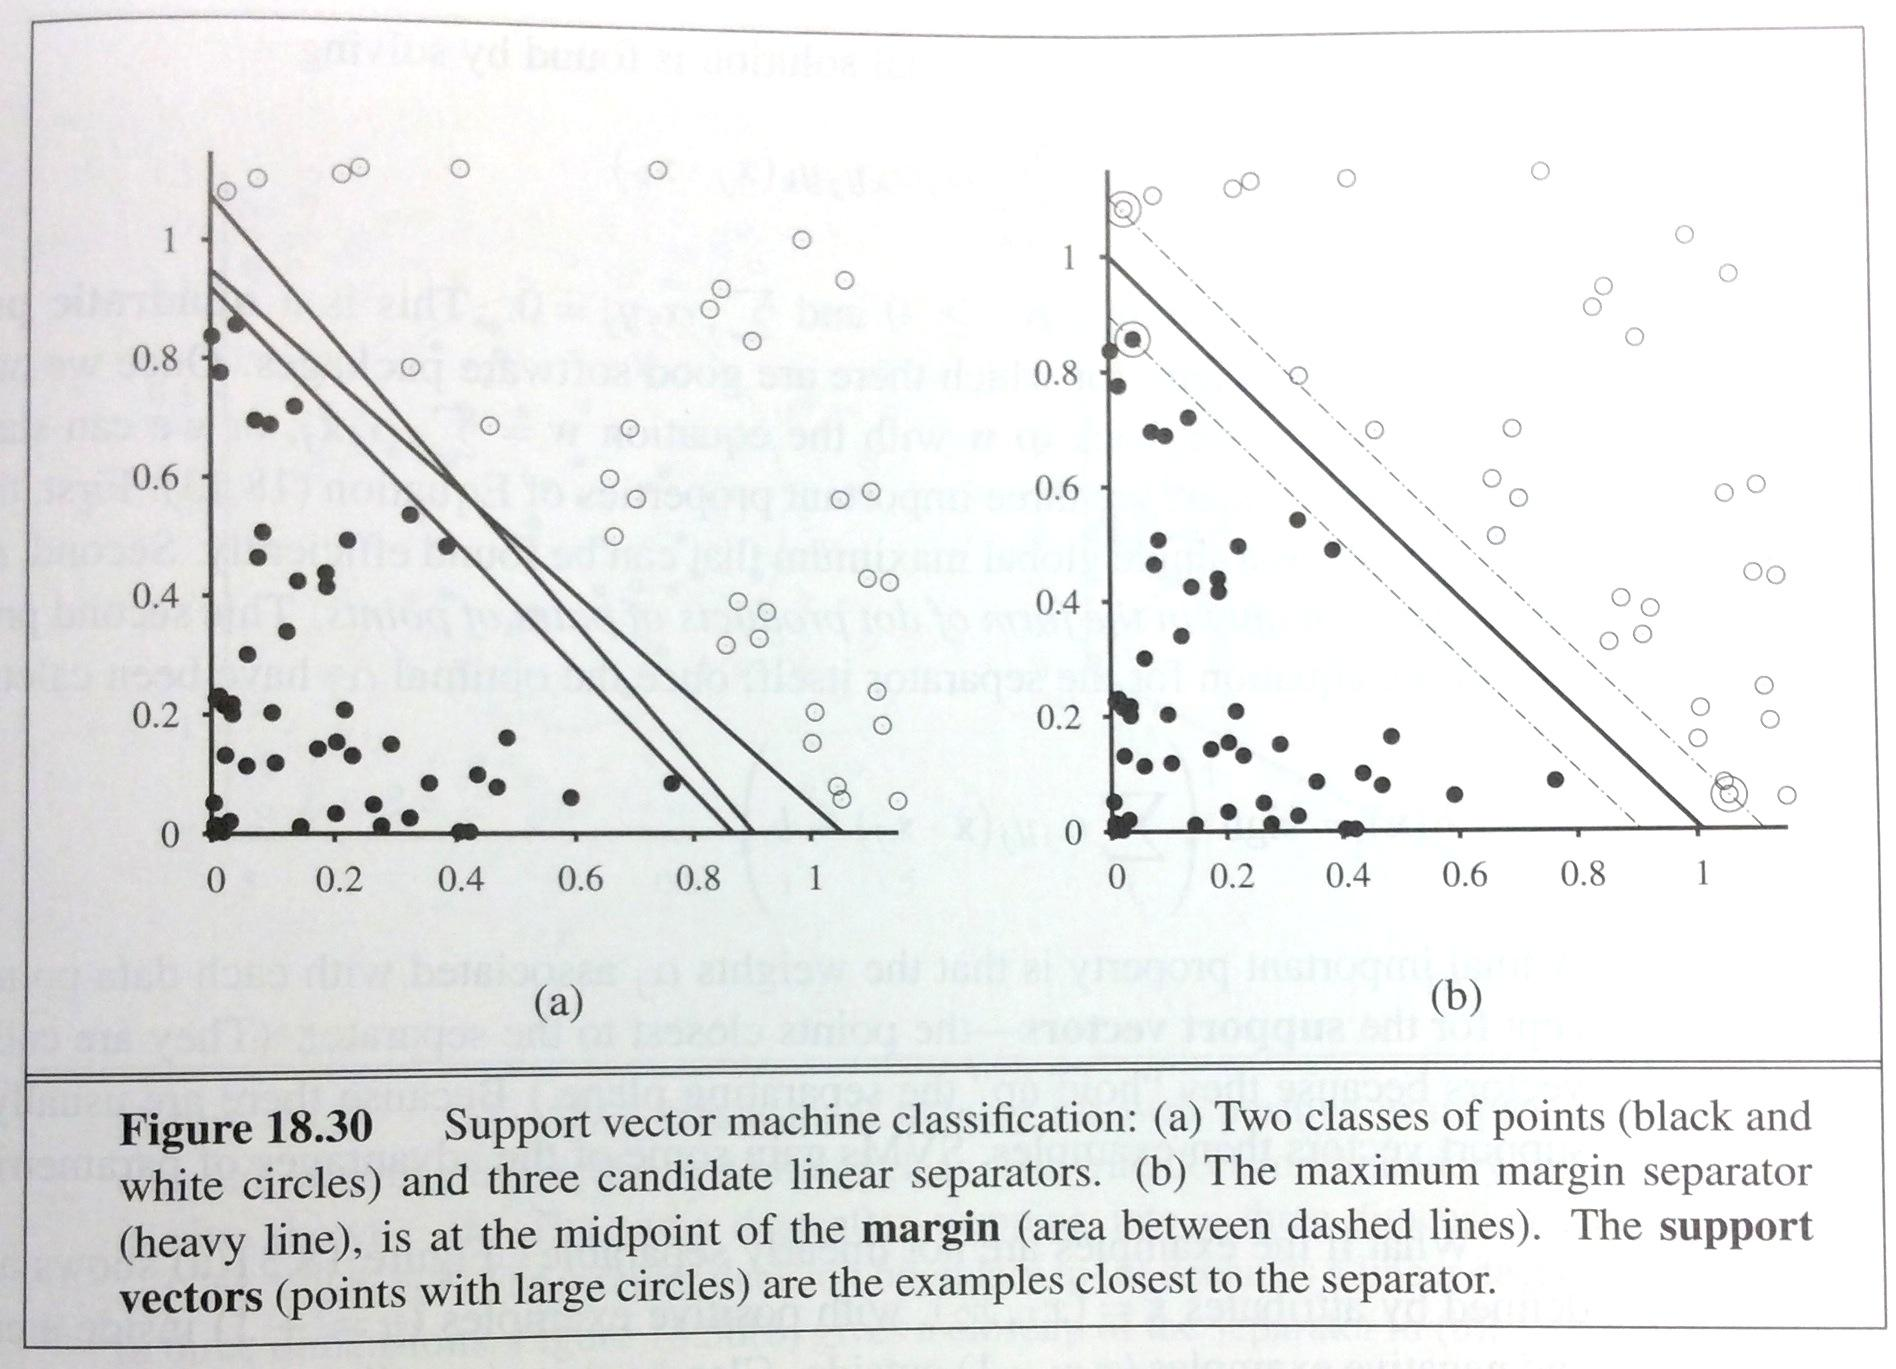 1
0.8
0.6
0.4
0.2
0
0 0.2 0.4 0.6 0.8 1
(a)
1
0.8
0.6
0.4
0.2
0
0 0.2 0.4 0.6 0.8 1
(b)
Figure 18.30 Support vector machine classification: (a) Two classes of points (black and
white circles) and three candidate linear separators. (b) The maximum margin separator
(heavy line), is at the midpoint of the margin (area between dashed lines). The support
vectors (points with large circles) are the examples closest to the separator.